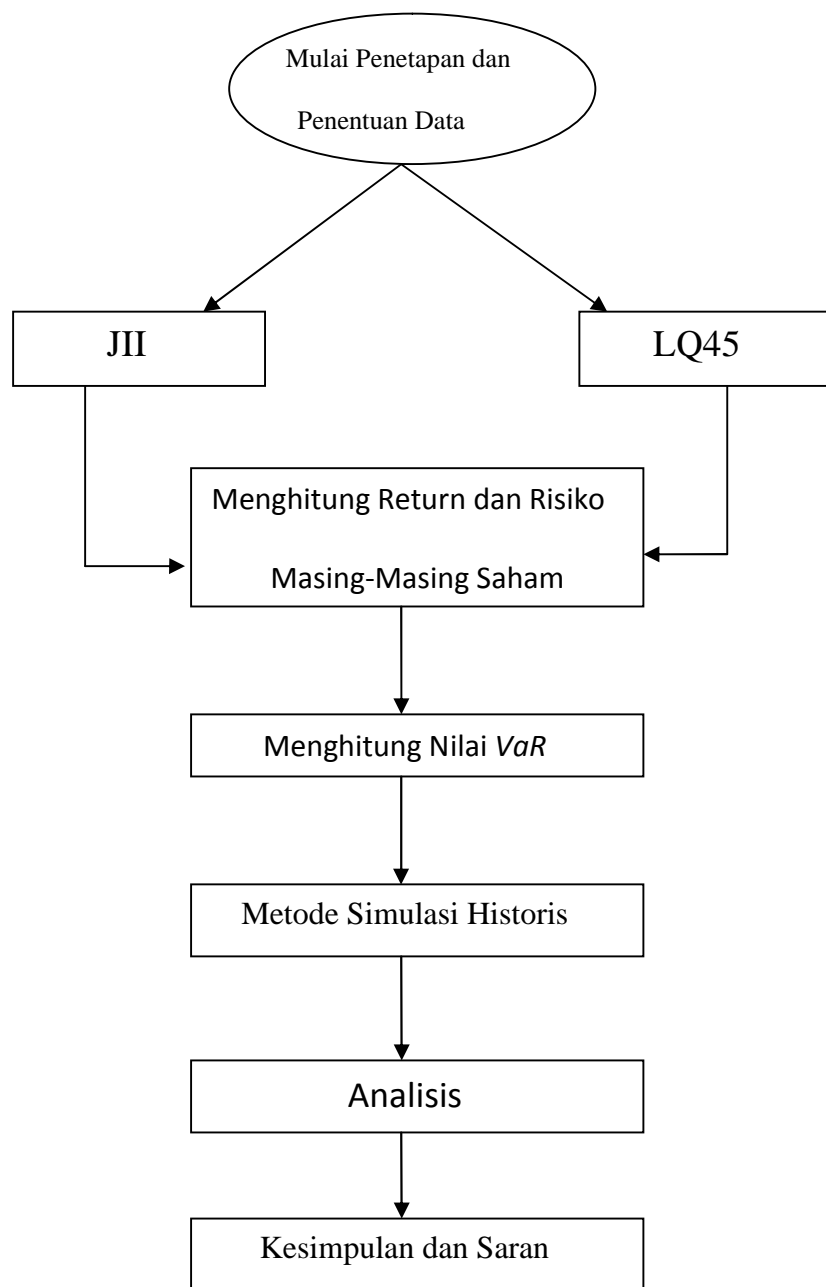 Mulai Penetapan dan
Penentuan Data
JII
LQ45
Menghitung Return dan Risiko
Masing-Masing Saham
Menghitung Nilai VaR
Metode Simulasi Historis
Analisis
Kesimpulan dan Saran